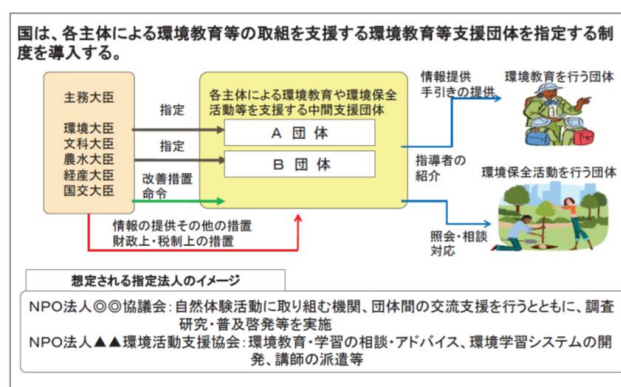 国は、各主体による環境教育等の取組を支援する環境教育等支援団体を指定する制
度を導入する。
主務大臣
環境大臣
文科大臣
農水大臣
経産大臣
国交大臣
指定
指定
改善措置
命令
各主体による環境教育や環境保全
活動等を支援する中間支援団体
A 団 体
B 団 体
情報提供
手引きの提供
環境教育を行う団体
指導者の
紹介
環境保全活動を行う団体
照会・相談
対応
情報の提供その他の措置
財政上・税制上の措置
想定される指定法人のイメージ
NPO法人◎◎協議会：自然体験活動に取り組む機関、団体間の交流支援を行うとともに、調査
研究・普及啓発等を実施
NPO法人▲▲環境活動支援協会：環境教育・学習の相談・アドバイス、環境学習システムの開
発、講師の派遣等